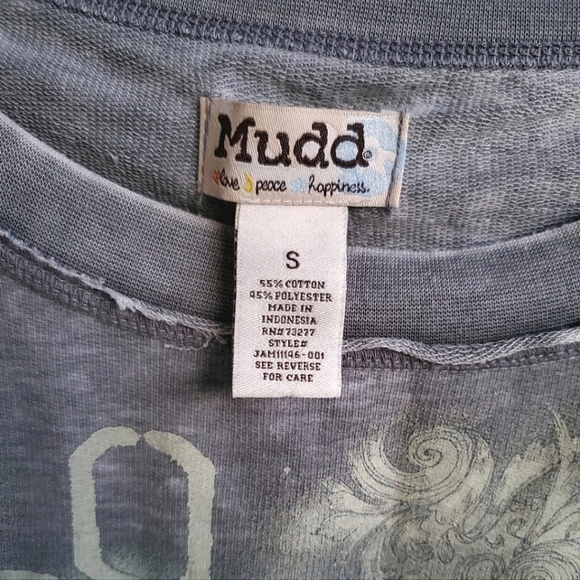 Mudd®
love peace happiness.
S
55% COTTON
45% POLYESTER
MADE IN
INDONESIA
RN# 73277
STYLE#
JAM11146-001
SEE REVERSE
FOR CARE